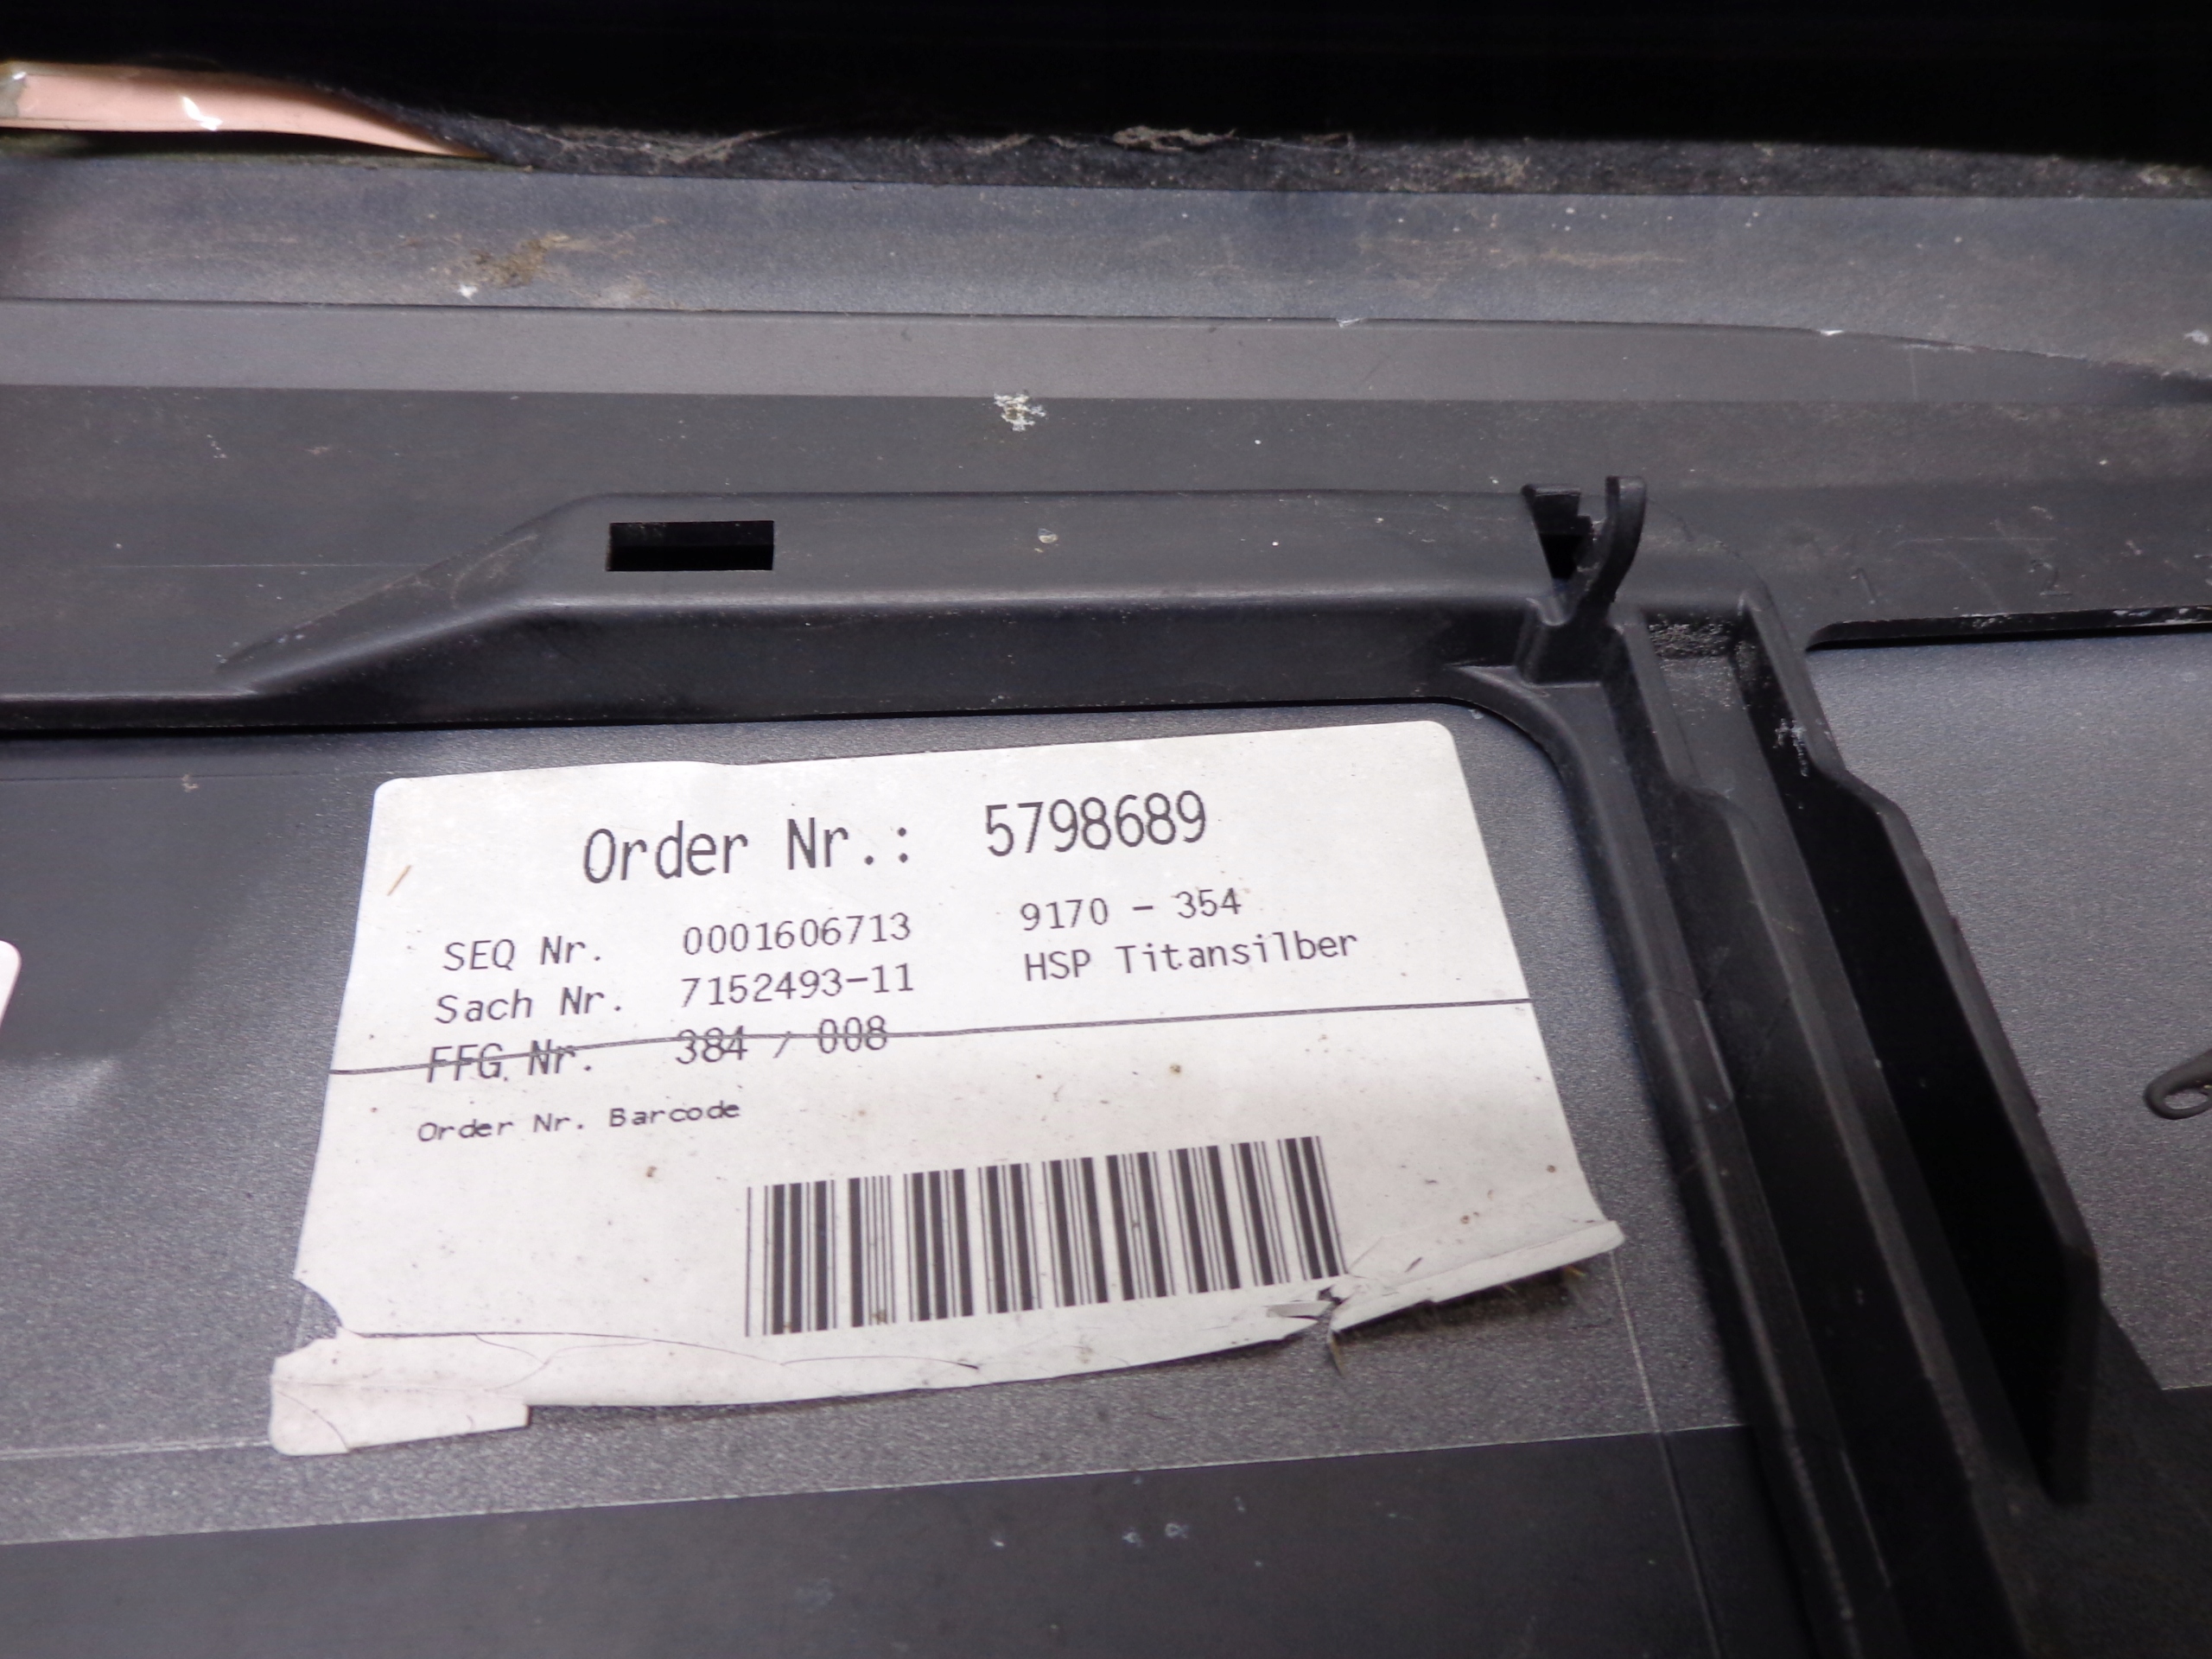 Order Nr.: 5798689
SEQ Nr. 0001606713 9170 - 354
Sach Nr. 7152493-11 HSP Titansilber
FFG. Nr. 384 / 008
Order Nr. Barcode
2